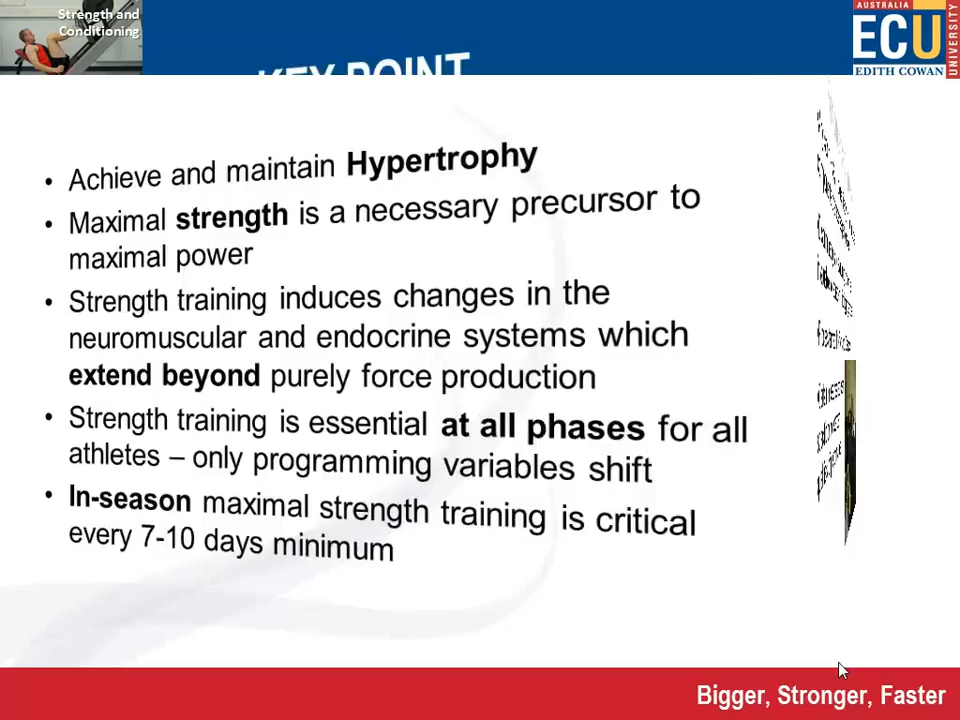 Strength and
Conditioning
KEY POINT
AUSTRALIA
ECU
EDITH COWAN
UNIVERSITY
• Achieve and maintain Hypertrophy
• Maximal strength is a necessary precursor to
maximal power
• Strength training induces changes in the
neuromuscular and endocrine systems which
extend beyond purely force production
• Strength training is essential at all phases for all
athletes – only programming variables shift
• In-season maximal strength training is critical
every 7-10 days minimum
Bigger, Stronger, Faster